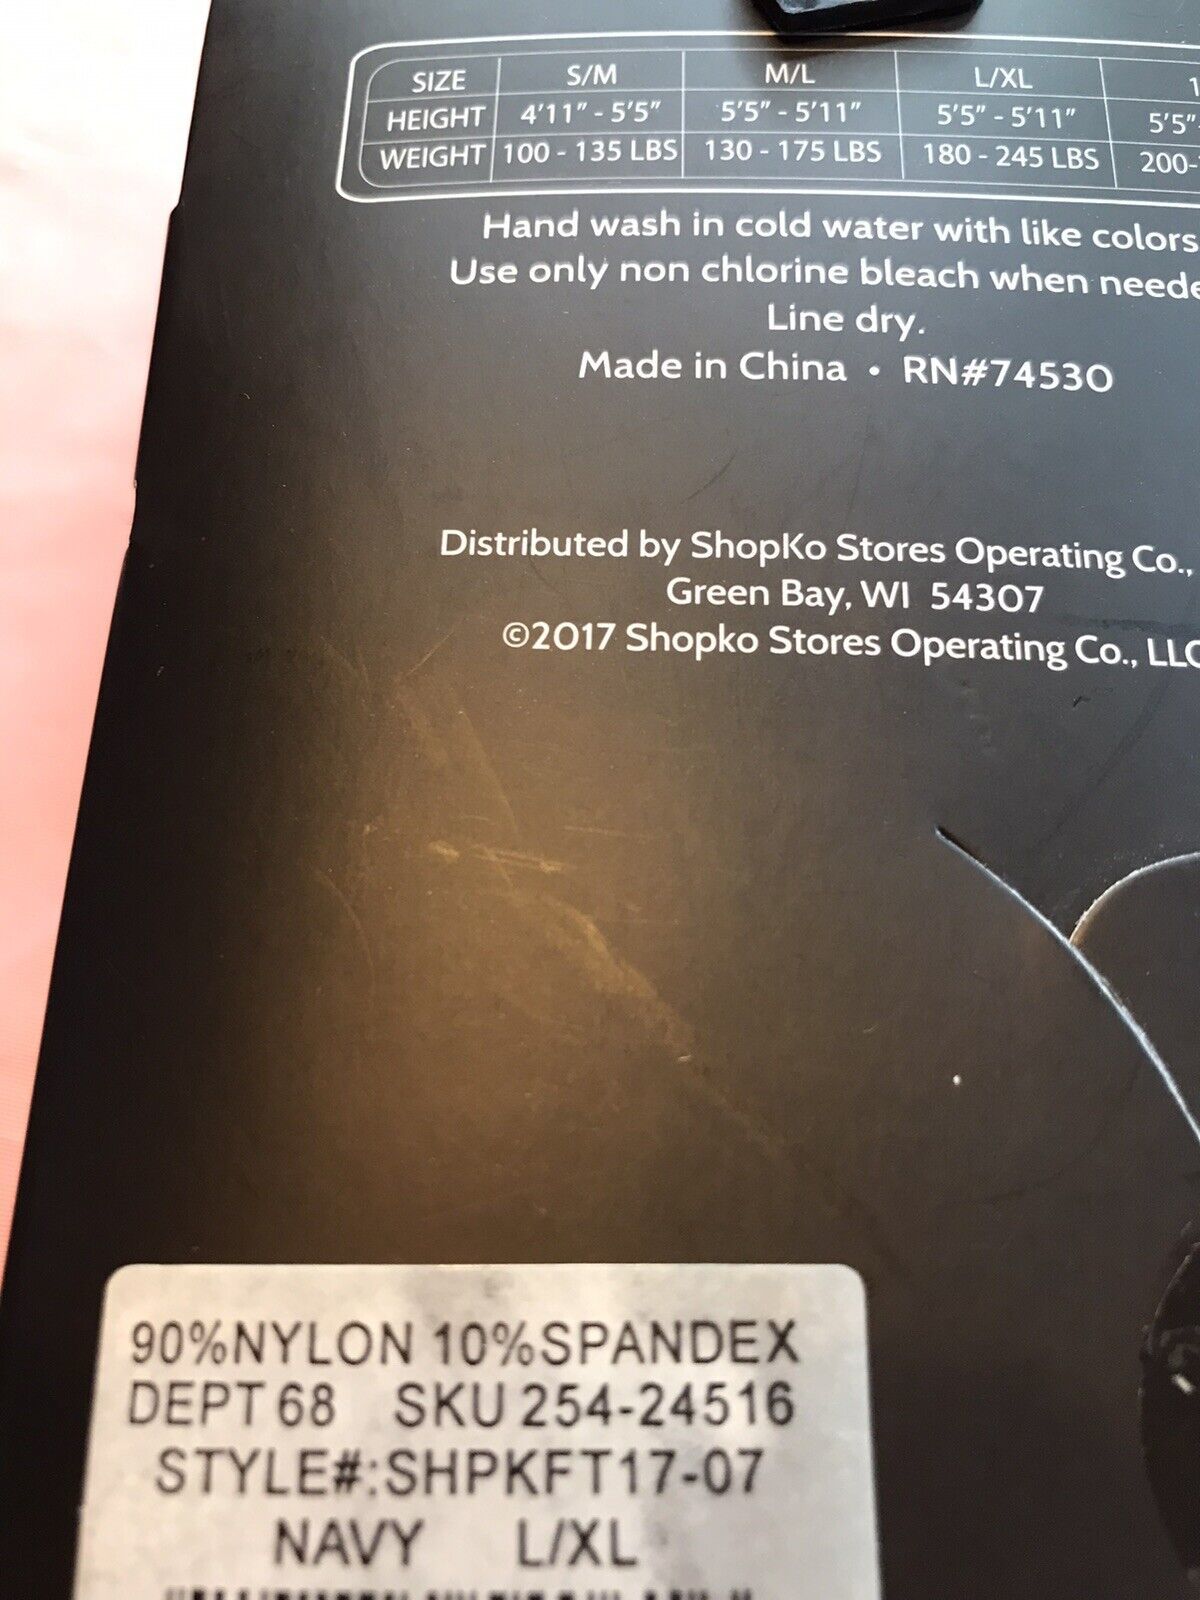 SIZE S/M M/L L/XL 1
HEIGHT 4'11" - 5'5" 5'5" - 5'11" 5'5" - 5'11" 5'5"
WEIGHT 100 - 135 LBS 130 - 175 LBS 180 - 245 LBS 200-
Hand wash in cold water with like colors
Use only non chlorine bleach when neede
Line dry.
Made in China • RN#74530
Distributed by ShopKo Stores Operating Co.,
Green Bay, WI 54307
©2017 Shopko Stores Operating Co., LLC
90%NYLON 10%SPANDEX
DEPT 68 SKU 254-24516
STYLE#:SHPKFT17-07
NAVY L/XL